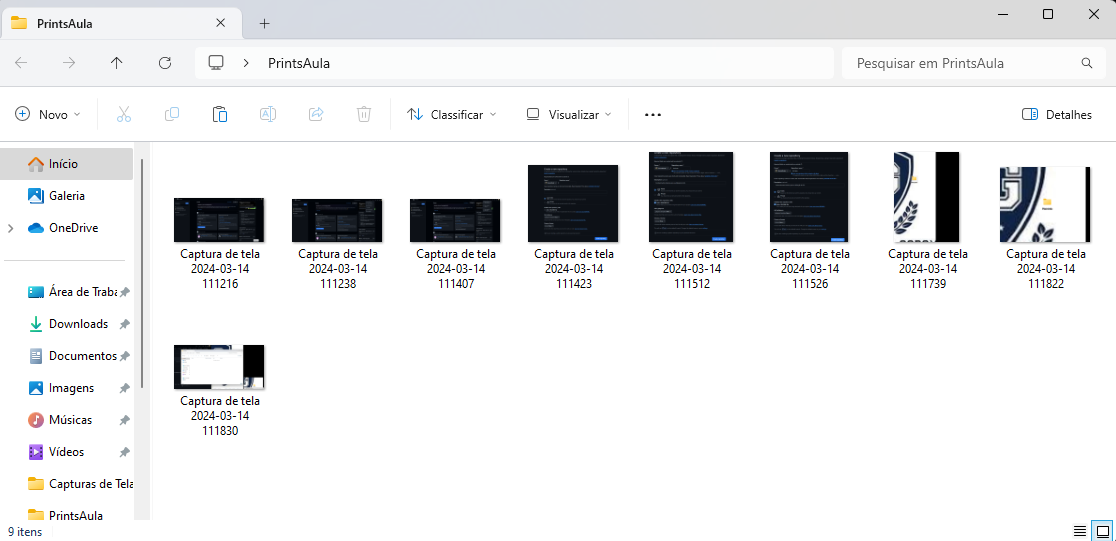 PrintsAula
PrintsAula
Pesquisar em PrintsAula
Novo
Classificar
Visualizar
Detalhes
Início
Galeria
OneDrive
Área de Traba
Downloads
Documentos
Imagens
Músicas
Vídeos
Capturas de Tela
PrintsAula
Captura de tela
2024-03-14
111216
Captura de tela
2024-03-14
111238
Captura de tela
2024-03-14
111407
Captura de tela
2024-03-14
111423
Captura de tela
2024-03-14
111512
Captura de tela
2024-03-14
111526
Captura de tela
2024-03-14
111739
Captura de tela
2024-03-14
111822
Captura de tela
2024-03-14
111830
9 itens